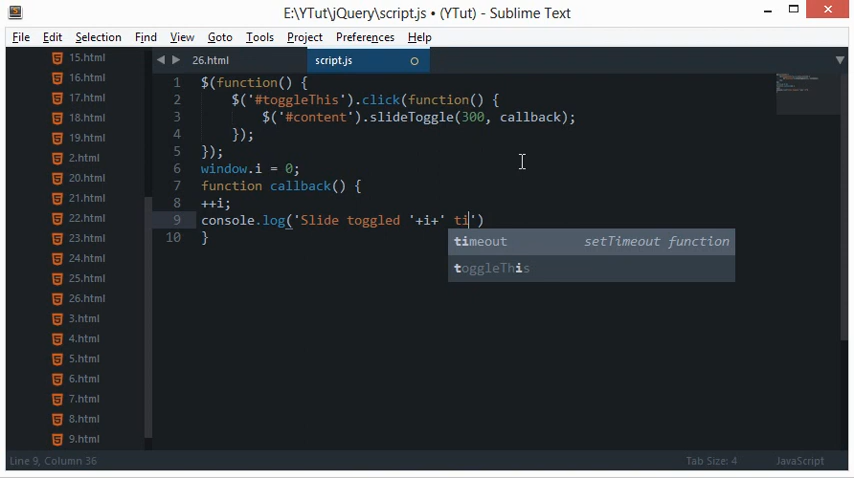 E:\YTut\jQuery\script.js • (YTut) - Sublime Text
File Edit Selection Find View Goto Tools Project Preferences Help
26.html script.js
15.html
16.html
17.html
18.html
19.html
2.html
20.html
21.html
22.html
23.html
24.html
25.html
26.html
3.html
4.html
5.html
6.html
7.html
8.html
9.html
1 $(function() {
2 $('#toggleThis').click(function() {
3 $('#content').slideToggle(300, callback);
4 });
5 });
6 window.i = 0;
7 function callback() {
8 ++i;
9 console.log('Slide toggled '+i+' ti')
10 }
timeout setTimeout function
toggleThis
Line 9, Column 36 Tab Size: 4 JavaScript